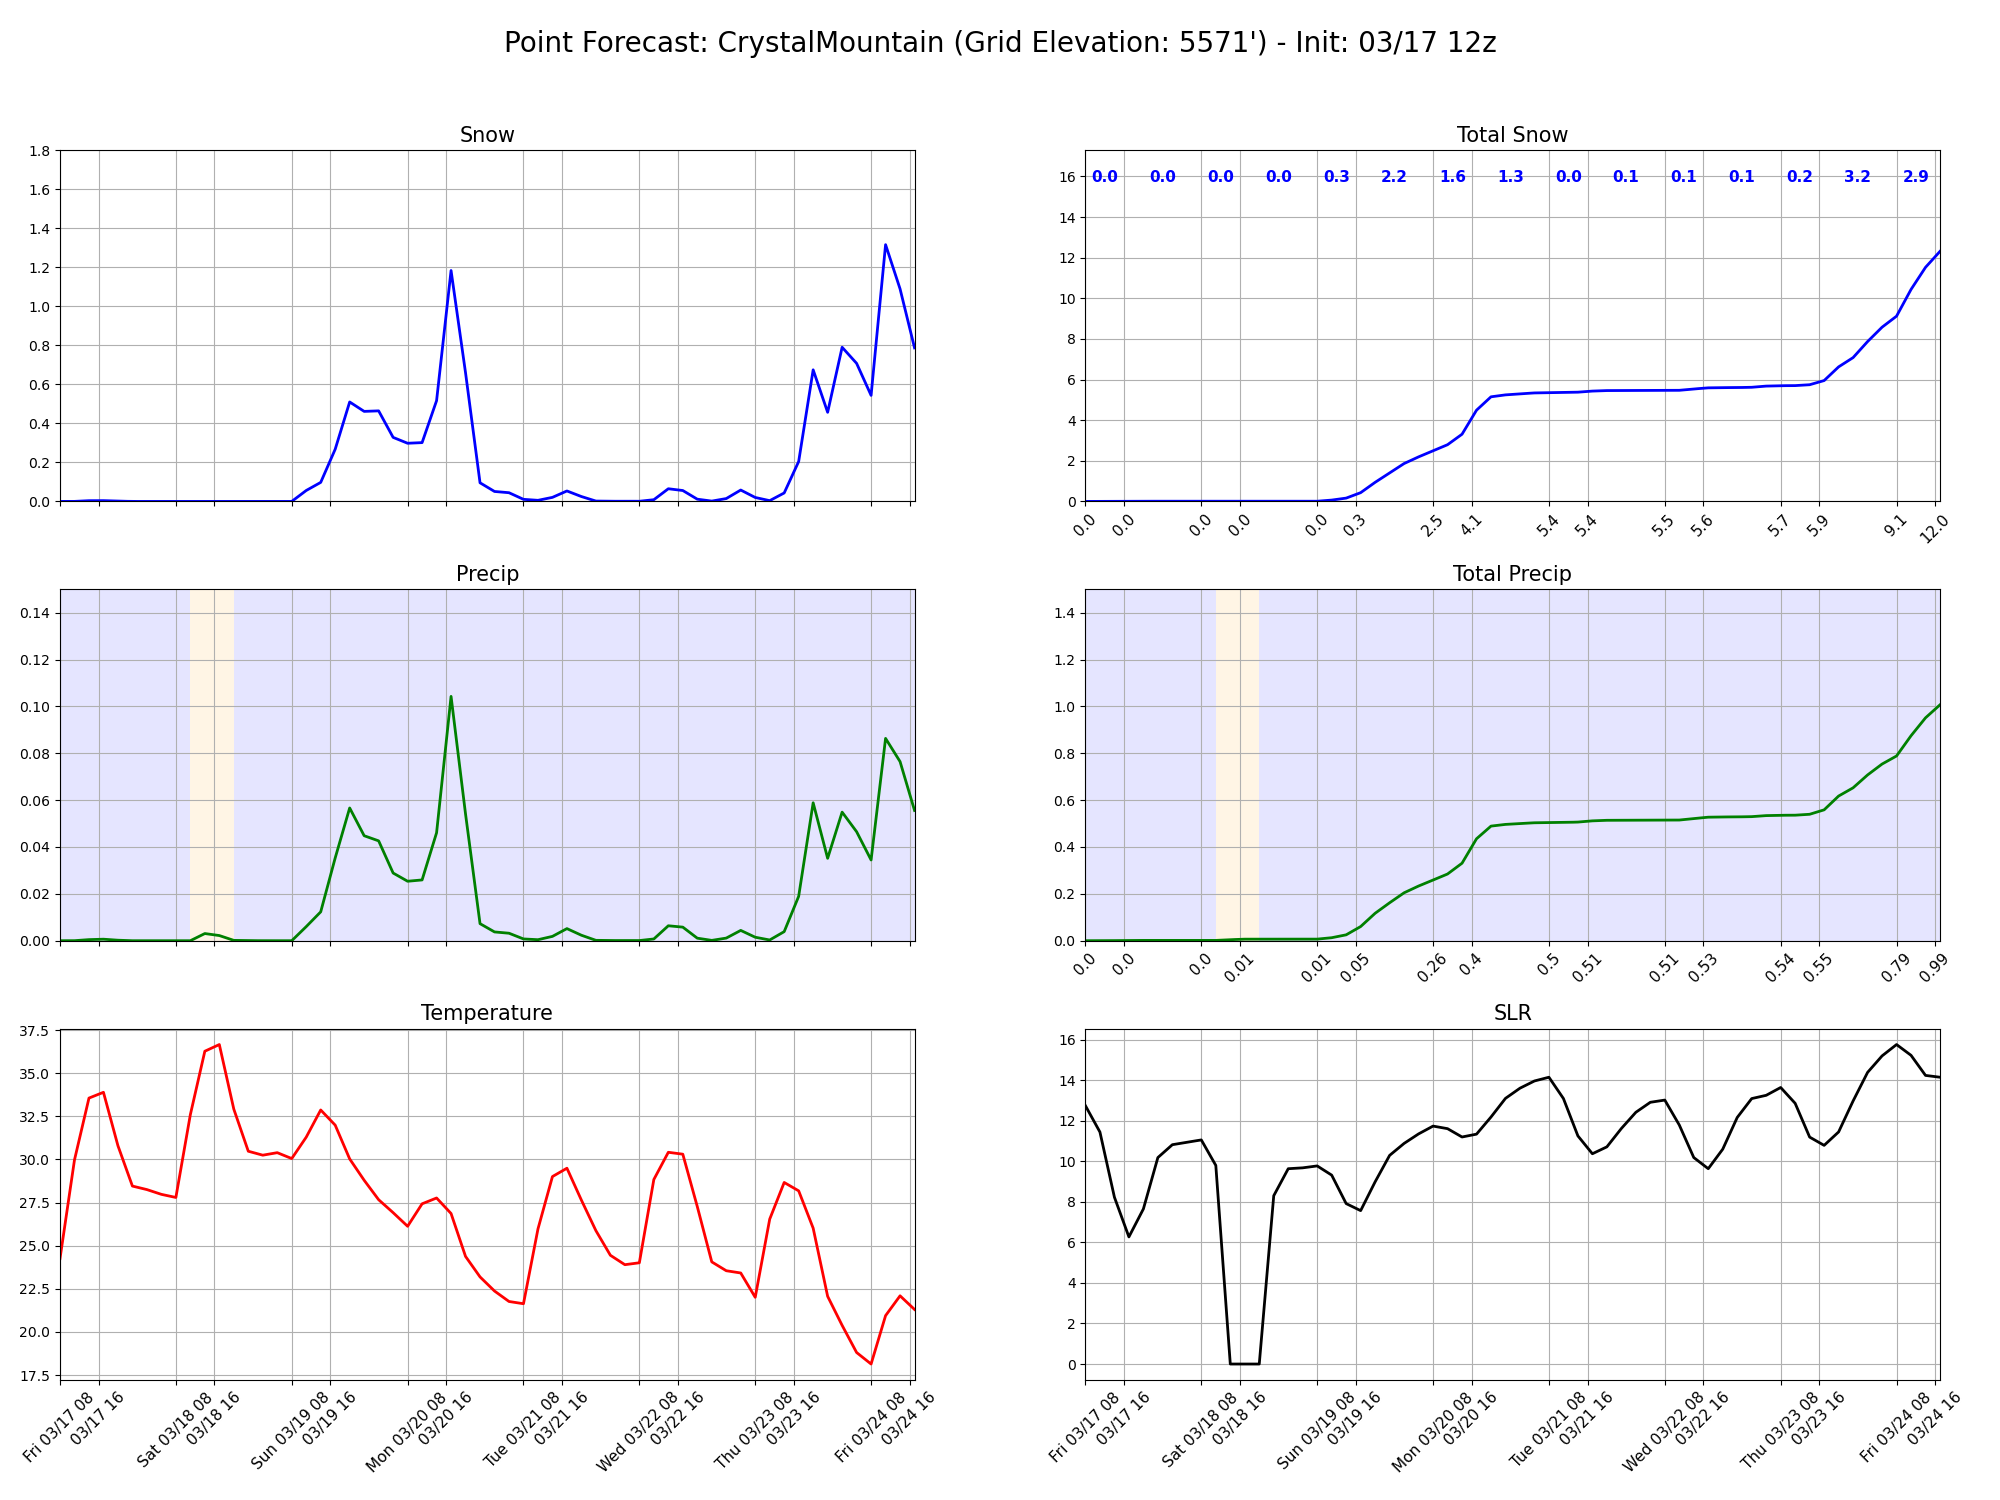 Point Forecast: CrystalMountain (Grid Elevation: 5571') - Init: 03/17 12z
Snow
1.8
1.6
1.4
1.2
1.0
0.8
0.6
0.4
0.2
0.0
Total Snow
16
14
12
10
8
6
4
2
0
0.0 0.0 0.0 0.0 0.3 2.2 1.6 1.3 0.0 0.1 0.1 0.1 0.2 3.2 2.9
0.0 0.0 0.0 0.0 0.0 0.3 2.5 4.1 5.4 5.4 5.5 5.6 5.7 5.9 9.1 12.0
Precip
0.14
0.12
0.10
0.08
0.06
0.04
0.02
0.00
Total Precip
1.4
1.2
1.0
0.8
0.6
0.4
0.2
0.0
0.0 0.0 0.0 0.01 0.01 0.05 0.26 0.4 0.5 0.51 0.51 0.53 0.54 0.55 0.79 0.99
Temperature
37.5
35.0
32.5
30.0
27.5
25.0
22.5
20.0
17.5
Fri 03/17 08
03/17 16
Sat 03/18 08
03/18 16
Sun 03/19 08
03/19 16
Mon 03/20 08
03/20 16
Tue 03/21 08
03/21 16
Wed 03/22 08
03/22 16
Thu 03/23 08
03/23 16
Fri 03/24 08
03/24 16
SLR
16
14
12
10
8
6
4
2
0
Fri 03/17 08
03/17 16
Sat 03/18 08
03/18 16
Sun 03/19 08
03/19 16
Mon 03/20 08
03/20 16
Tue 03/21 08
03/21 16
Wed 03/22 08
03/22 16
Thu 03/23 08
03/23 16
Fri 03/24 08
03/24 16